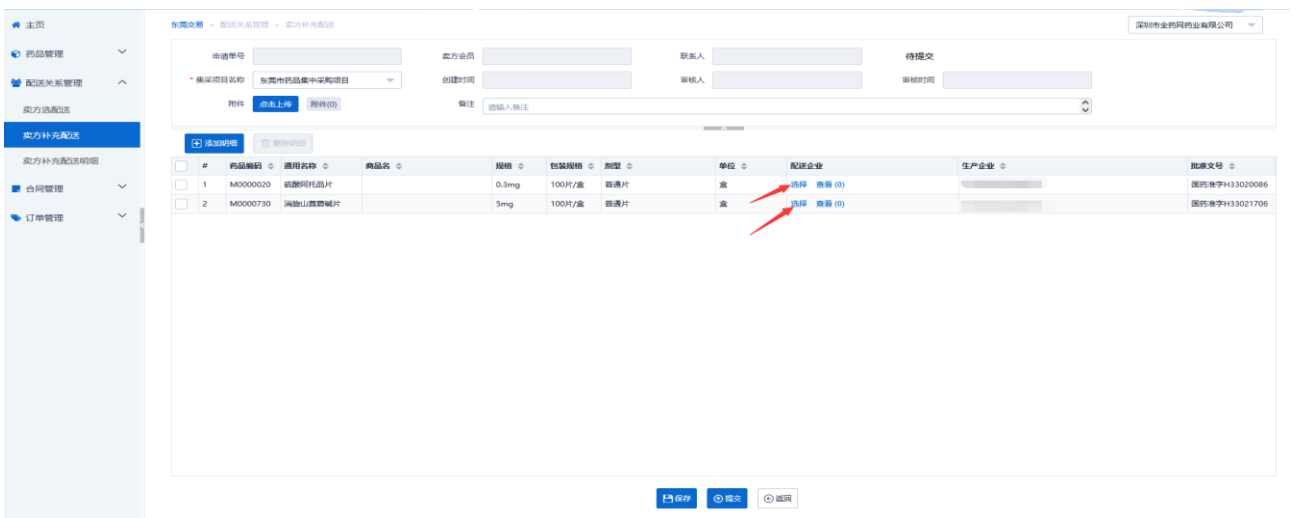 主页
东莞交易 > 配送关系管理 > 卖方补充配送
深圳市全药网药业有限公司
药品管理
配送关系管理
卖方选配送
卖方补充配送
卖方补充配送明细
合同管理
订单管理
申请单号 卖方会员 联系人 待提交
* 集采项目名称 东莞市药品集中采购项目 创建时间 审核人 审核时间
附件 点击上传 附件(0) 备注 请输入备注
添加明细 删除明细
# 药品编码 通用名称 商品名 规格 包装规格 剂型 单位 配送企业 生产企业 批准文号
1 M0000020 硫酸阿托品片 0.3mg 100片/盒 普通片 盒 选择 查看 (0) 国药准字H33020086
2 M0000730 消旋山莨菪碱片 5mg 100片/盒 普通片 盒 选择 查看 (0) 国药准字H33021706
保存 提交 返回